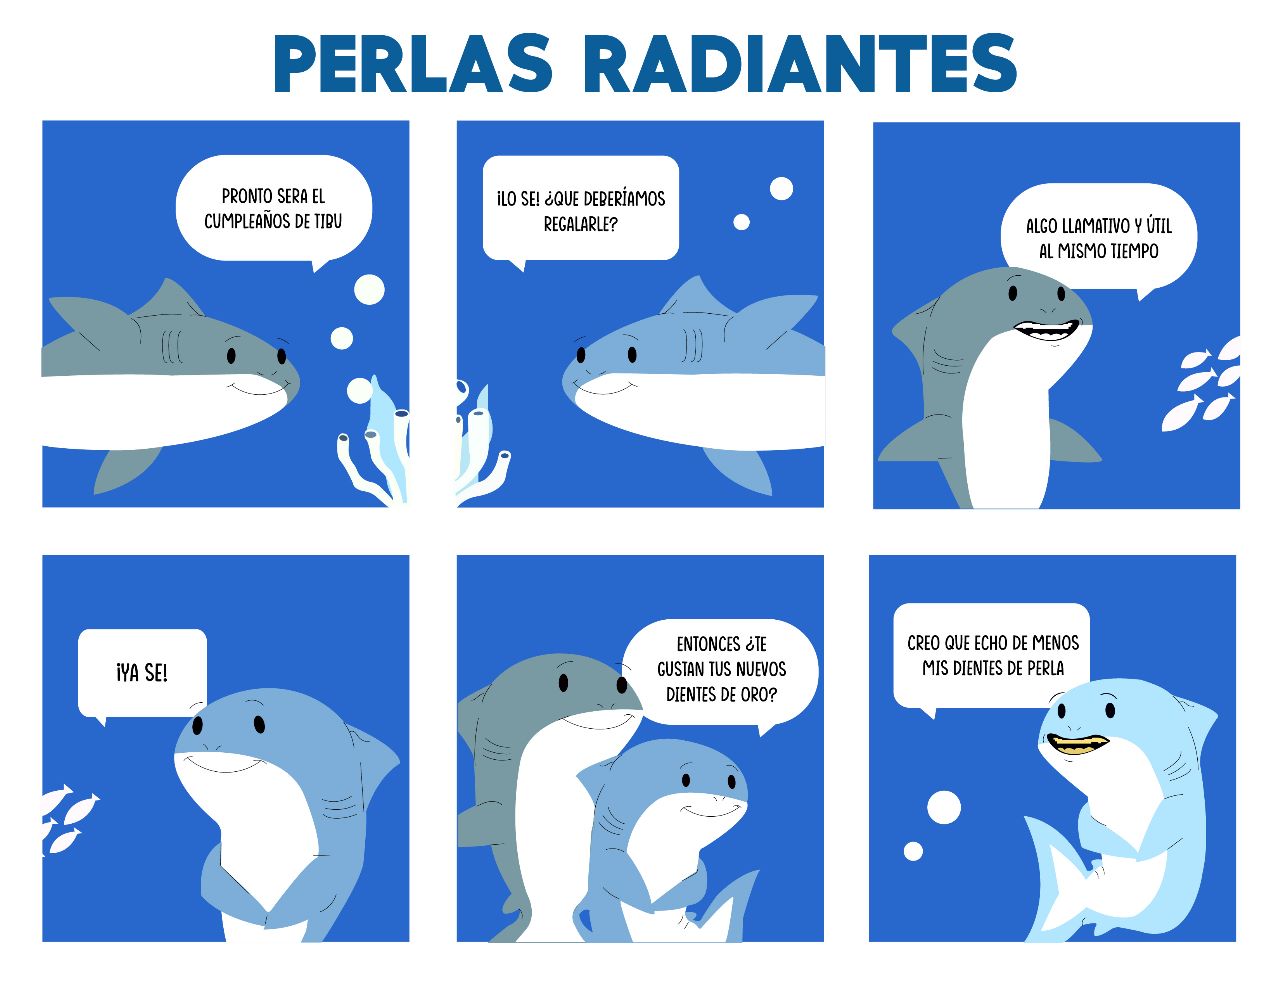 PERLAS RADIANTES
PRONTO SERA EL
CUMPLEAÑOS DE TIBU
¡LO SE! ¿QUE DEBERÍAMOS
REGALARLE?
ALGO LLAMATIVO Y ÚTIL
AL MISMO TIEMPO
¡YA SE!
ENTONCES ¿TE
GUSTAN TUS NUEVOS
DIENTES DE ORO?
CREO QUE ECHO DE MENOS
MIS DIENTES DE PERLA